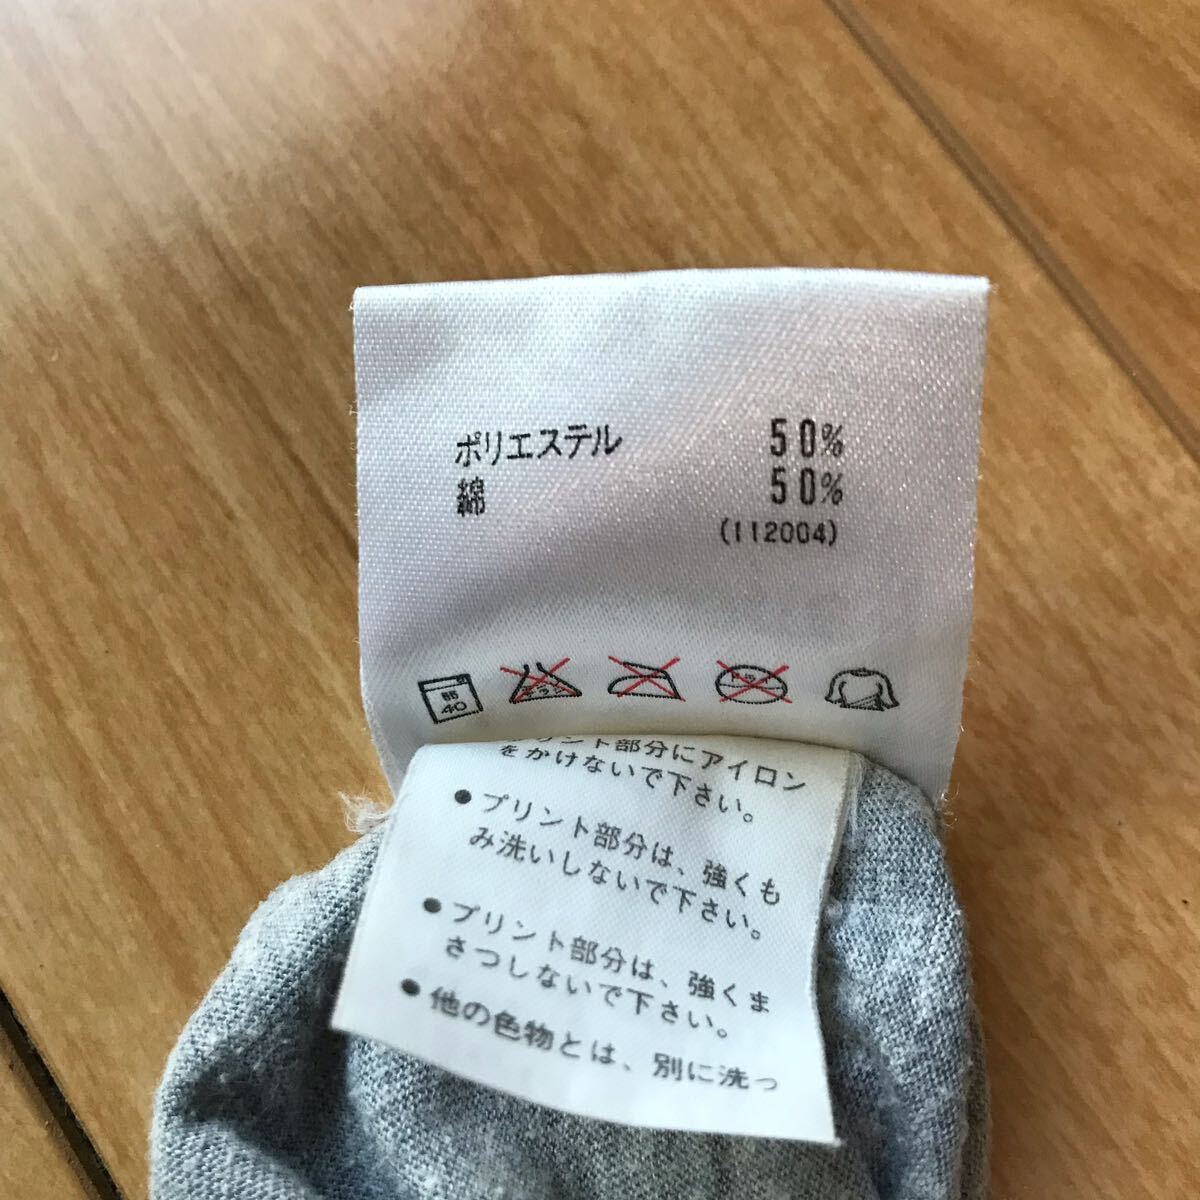 ポリエステル 50%
綿 50%
(112004)
弱
40
プリント部分にアイロン
をかけないで下さい。
●プリント部分は、強くも
み洗いしないで下さい。
●プリント部分は、強くま
さつしないで下さい。
●他の色物とは、別に洗っ